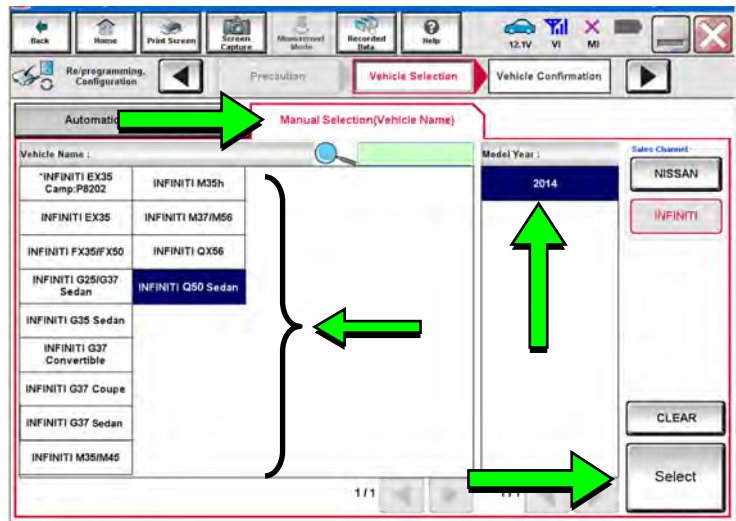 Back
Home
Print Screen
Screen
Capture
Measurement
Mode
Recorded
Data
Help
12.1V
VI
MI
Re/programming,
Configuration
Precaution
Vehicle Selection
Vehicle Confirmation
Automatic
Manual Selection(Vehicle Name)
Vehicle Name :
Model Year :
Sales Channel
*INFINITI EX35
Camp:P8202
INFINITI M35h
2014
NISSAN
INFINITI EX35
INFINITI M37/M56
INFINITI
INFINITI FX35/FX50
INFINITI QX56
INFINITI G25/G37
Sedan
INFINITI Q50 Sedan
INFINITI G35 Sedan
INFINITI G37
Convertible
INFINITI G37 Coupe
INFINITI G37 Sedan
CLEAR
INFINITI M35/M45
Select
1/1
1/1